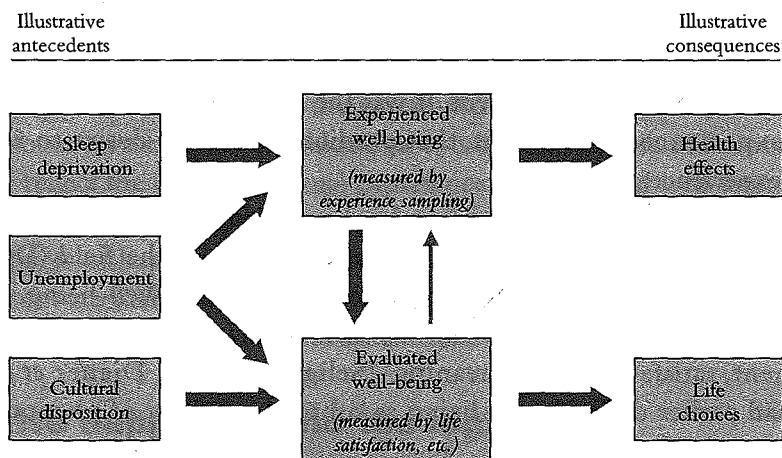 Illustrative
antecedents
Illustrative
consequences
Sleep
deprivation
Experienced
well-being
(measured by
experience sampling)
Health
effects
Unemployment
Cultural
disposition
Evaluated
well-being
(measured by life
satisfaction, etc.)
Life
choices